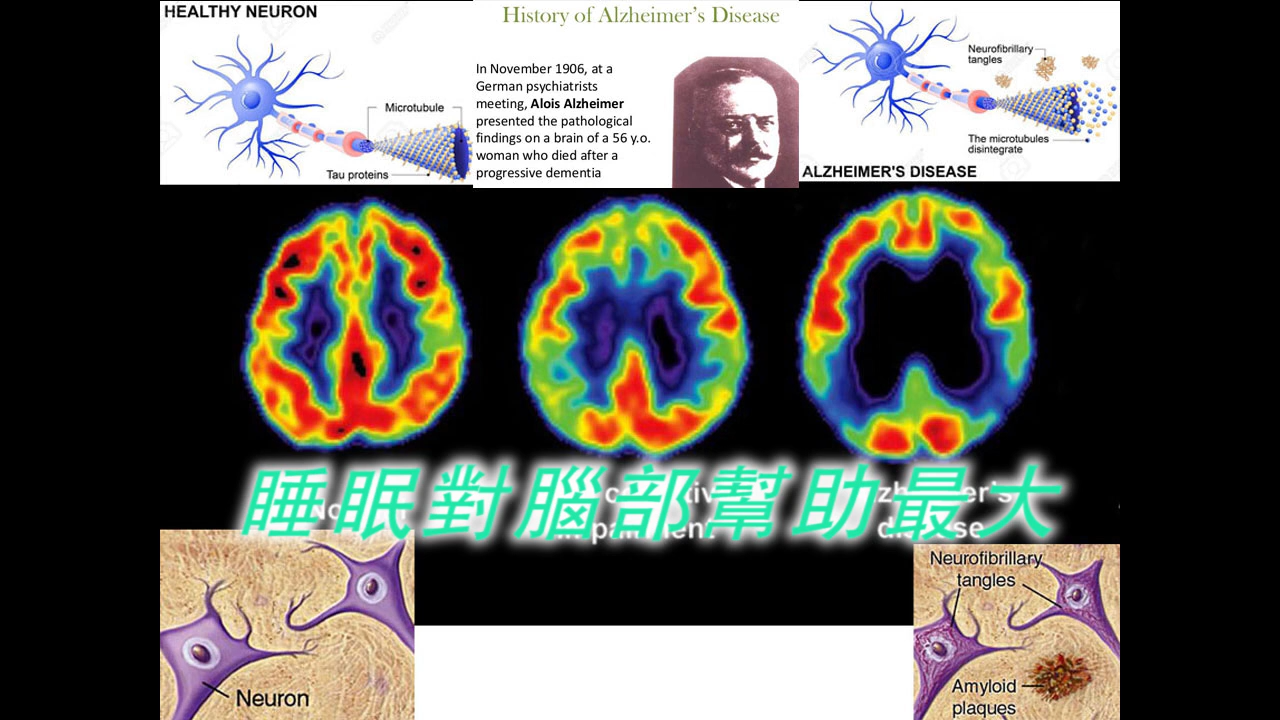 HEALTHY NEURON
Microtubule
Tau proteins
History of Alzheimer's Disease
In November 1906, at a
German psychiatrists
meeting, Alois Alzheimer
presented the pathological
findings on a brain of a 56 y.o.
woman who died after a
progressive dementia
Neurofibrillary
tangles
The microtubules
disintegrate
ALZHEIMER'S DISEASE
睡眠對腦部幫助最大
Neuron
Neurofibrillary
tangles
Amyloid
plaques